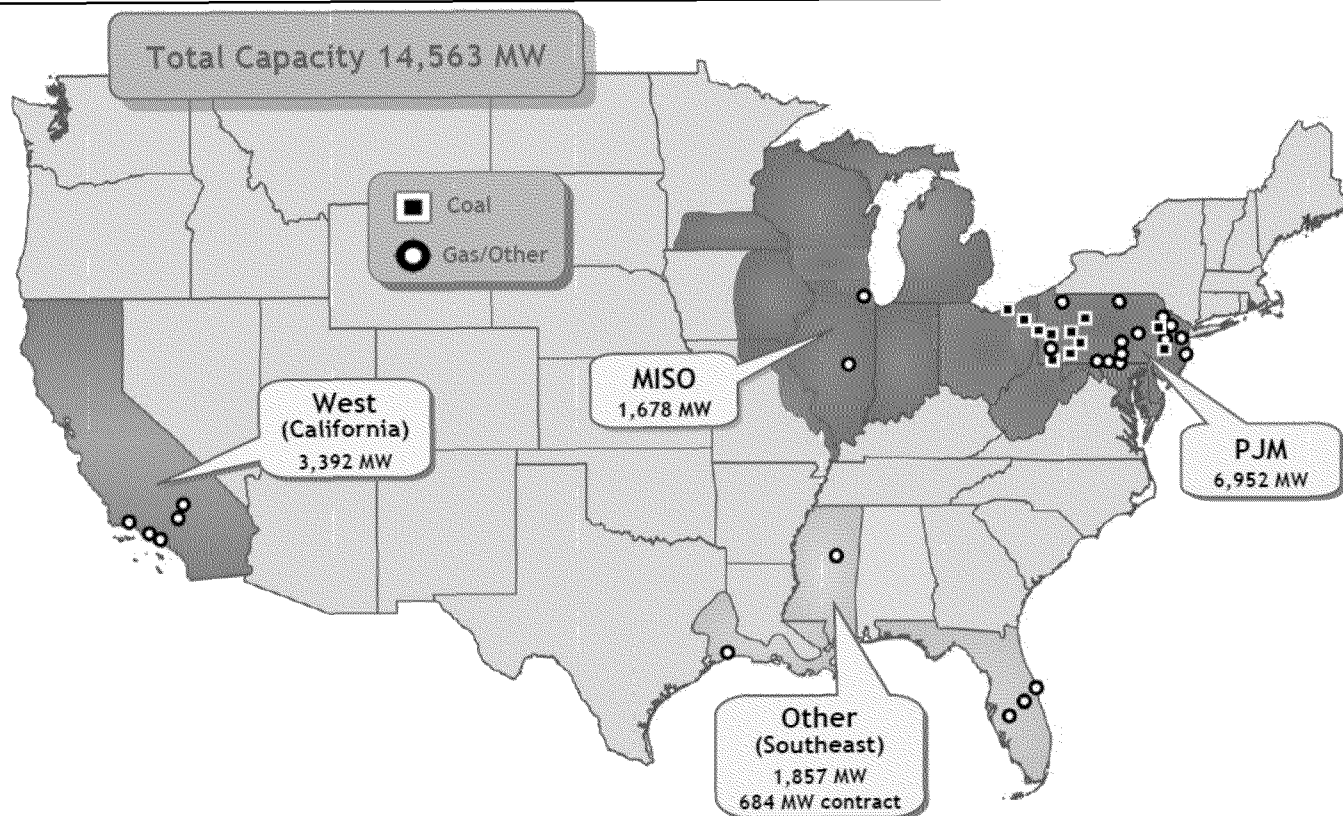 Total Capacity 14,563 MW
Coal
Gas/Other
MISO
1,678 MW
West
(California)
3,392 MW
PJM
6,952 MW
Other
(Southeast)
1,857 MW
684 MW contract